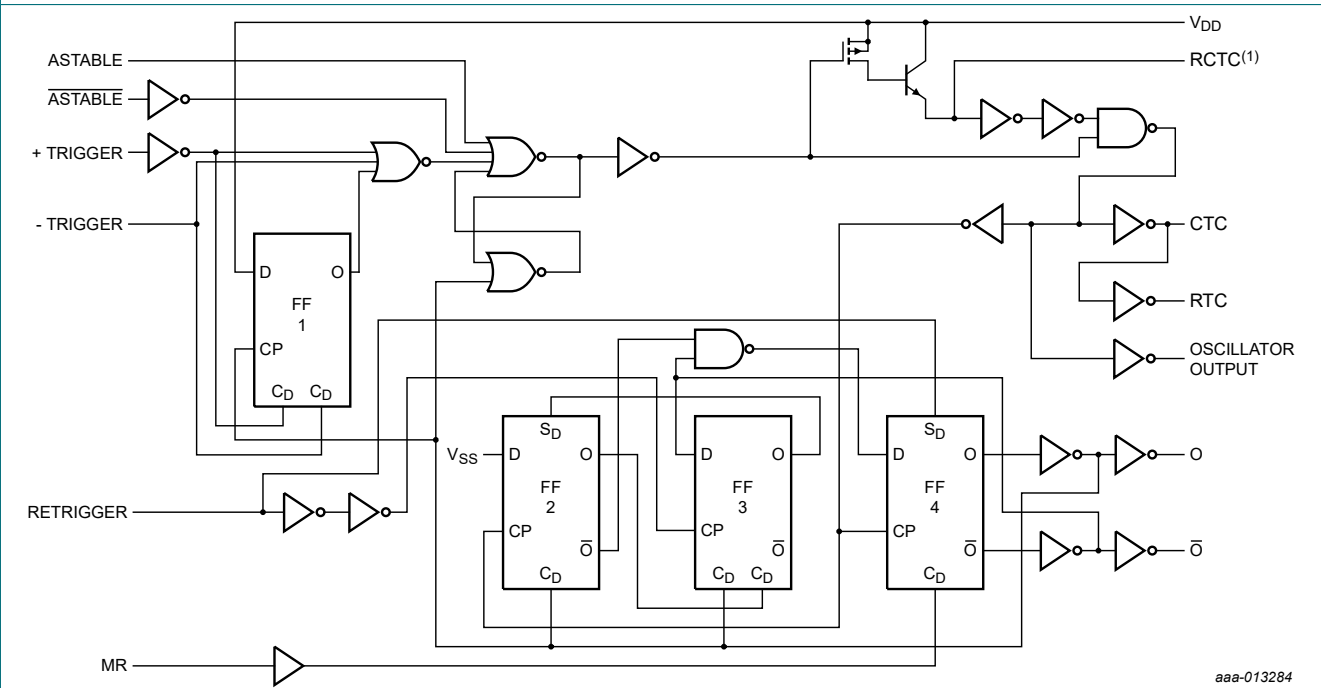 V_DD
ASTABLE
RCTC(1)
A̅S̅T̅A̅B̅L̅E̅
+ TRIGGER
- TRIGGER
CTC
D
O
FF
1
CP
C_D
C_D
RTC
OSCILLATOR
OUTPUT
S_D
V_SS
D
O
FF
2
CP
O̅
C_D
D
O
FF
3
CP
O̅
C_D
C_D
S_D
D
O
FF
4
CP
O̅
C_D
O
O̅
RETRIGGER
MR
aaa-013284